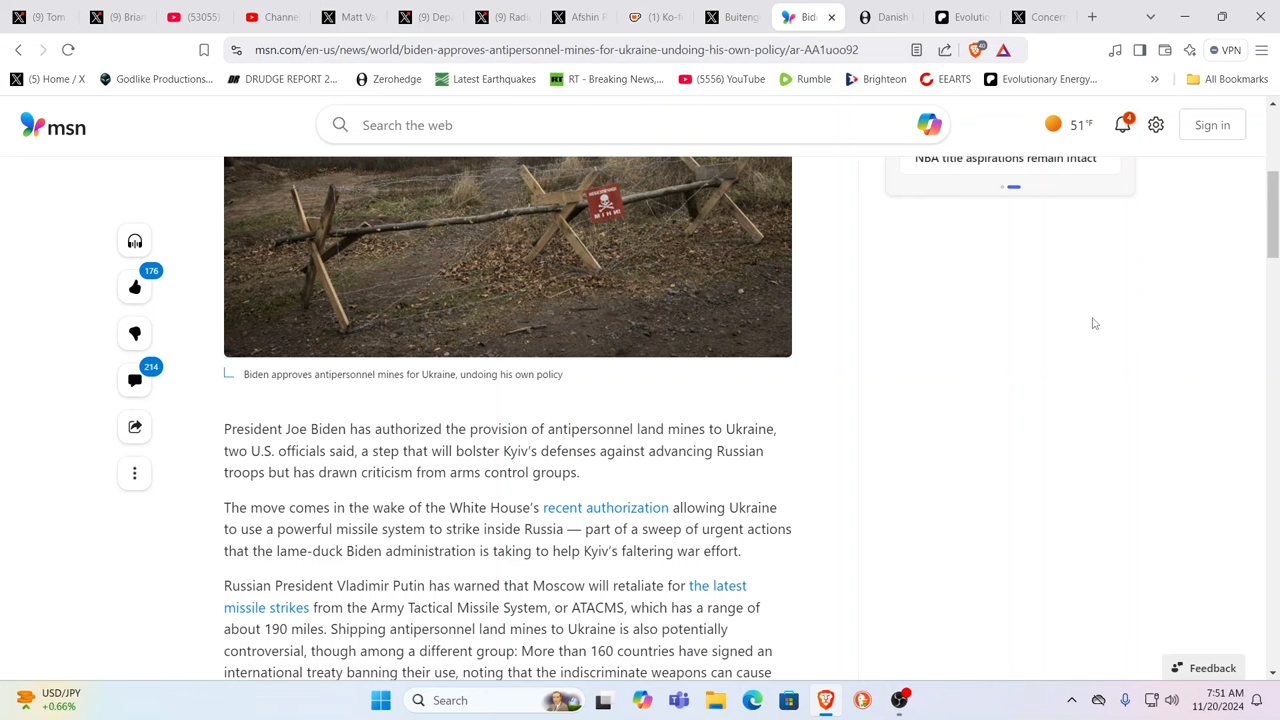 (9) Tom
(9) Brian
(53055)
Channel
Matt Va
(9) Depa
(9) Rads
Afshin R
(1) Ko-fi
Buiteng
Bid
Danish
Evolutio
Concern
msn.com/en-us/news/world/biden-approves-antipersonnel-mines-for-ukraine-undoing-his-own-policy/ar-AA1uoo92
40
VPN
(5) Home / X
Godlike Productions...
DRUDGE REPORT 2...
Zerohedge
Latest Earthquakes
RT - Breaking News,...
(5556) YouTube
Rumble
Brighteon
EEARTS
Evolutionary Energy...
»
All Bookmarks
msn
Search the web
51°F
4
Sign in
NBA title aspirations remain intact
МІНИ!
176
214
Biden approves antipersonnel mines for Ukraine, undoing his own policy
President Joe Biden has authorized the provision of antipersonnel land mines to Ukraine,
two U.S. officials said, a step that will bolster Kyiv's defenses against advancing Russian
troops but has drawn criticism from arms control groups.
The move comes in the wake of the White House's recent authorization allowing Ukraine
to use a powerful missile system to strike inside Russia — part of a sweep of urgent actions
that the lame-duck Biden administration is taking to help Kyiv's faltering war effort.
Russian President Vladimir Putin has warned that Moscow will retaliate for the latest
missile strikes from the Army Tactical Missile System, or ATACMS, which has a range of
about 190 miles. Shipping antipersonnel land mines to Ukraine is also potentially
controversial, though among a different group: More than 160 countries have signed an
international treaty banning their use, noting that the indiscriminate weapons can cause
Feedback
USD/JPY
+0.66%
Search
7:51 AM
11/20/2024